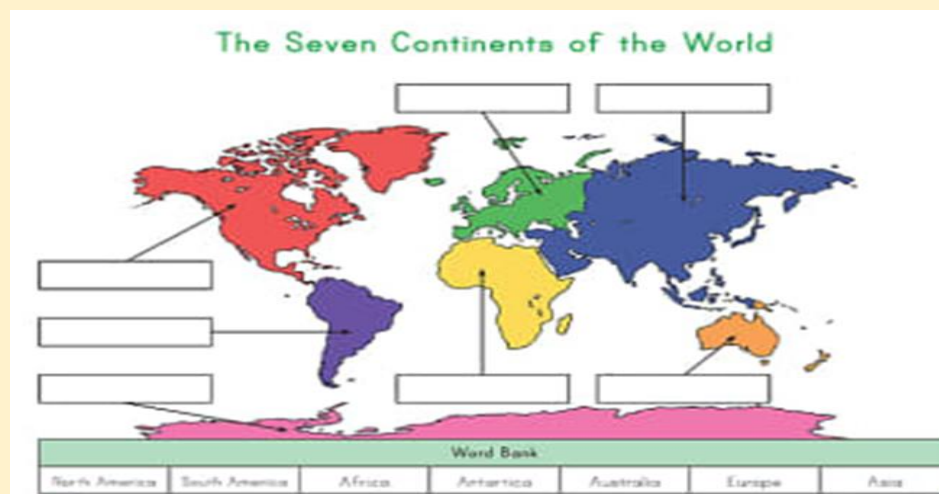 The Seven Continents of the World
Word Bank
North America South America Africa Antartica Australia Europe Asia